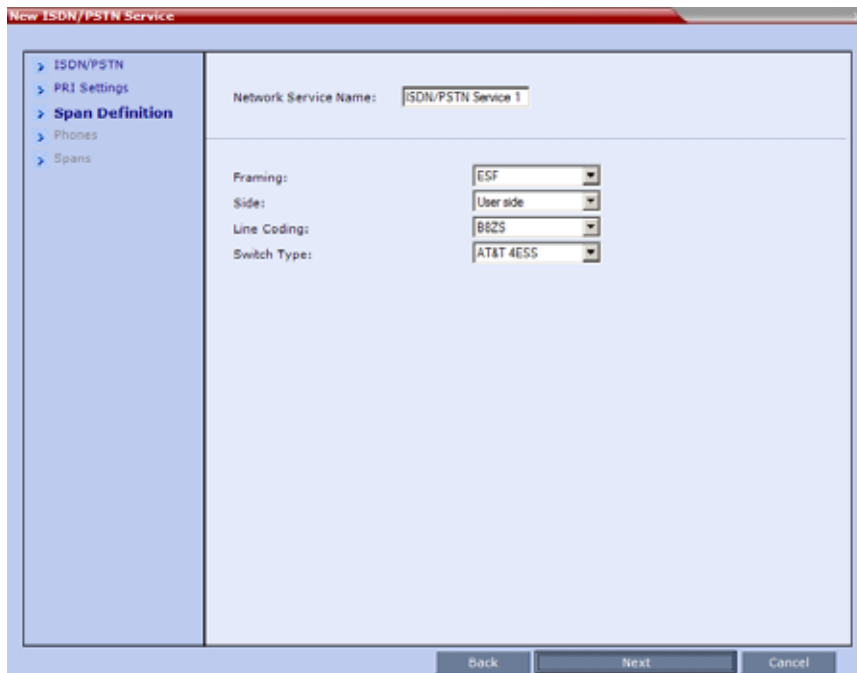 New ISDN/PSTN Service
ISDN/PSTN
PRI Settings
Span Definition
Phones
Spans
Network Service Name: ISDN/PSTN Service 1
Framing: ESF
Side: User side
Line Coding: B8ZS
Switch Type: AT&T 4ESS
Back Next Cancel